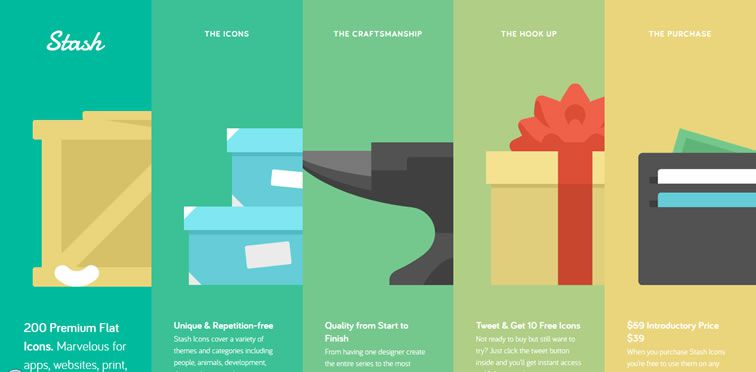 Stash
200 Premium Flat
Icons. Marvelous for
apps, websites, print,
THE ICONS
Unique & Repetition-free
Stash Icons cover a variety of
themes and categories including
people, animals, development,
THE CRAFTSMANSHIP
Quality from Start to
Finish
From having one designer create
the entire series to the most
THE HOOK UP
Tweet & Get 10 Free Icons
Not ready to buy but still want to
try? Just click the tweet button
inside and you'll get instant access
THE PURCHASE
$59 Introductory Price
$39
When you purchase Stash Icons
you're free to use them on any